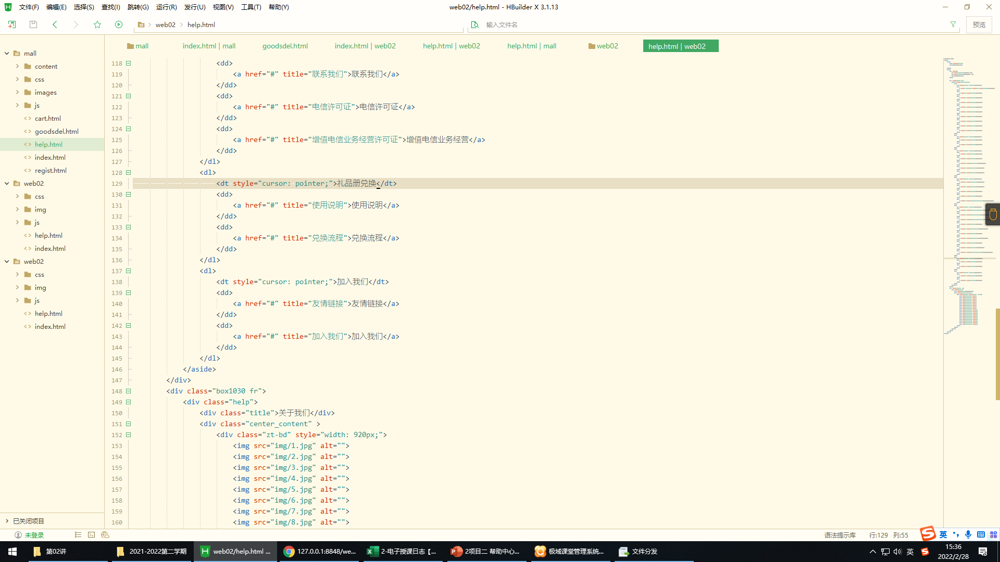 文件(F) 编辑(E) 选择(S) 查找(I) 跳转(G) 运行(R) 发行(U) 视图(V) 工具(T) 帮助(Y)
web02/help.html - HBuilder X 3.1.13
web02 help.html
输入文件名
预览
mall index.html | mall goodsdel.html index.html | web02 help.html | web02 help.html | mall web02 help.html | web02
mall
content
css
images
js
cart.html
goodsdel.html
help.html
index.html
regist.html
web02
css
img
js
help.html
index.html
web02
css
img
js
help.html
index.html
已关闭项目
118 <dd>
119 <a href="#" title="联系我们">联系我们</a>
120 </dd>
121 <dd>
122 <a href="#" title="电信许可证">电信许可证</a>
123 </dd>
124 <dd>
125 <a href="#" title="增值电信业务经营许可证">增值电信业务经营</a>
126 </dd>
127 </dl>
128 <dl>
129 <dt style="cursor: pointer;">礼品册兑换</dt>
130 <dd>
131 <a href="#" title="使用说明">使用说明</a>
132 </dd>
133 <dd>
134 <a href="#" title="兑换流程">兑换流程</a>
135 </dd>
136 </dl>
137 <dl>
138 <dt style="cursor: pointer;">加入我们</dt>
139 <dd>
140 <a href="#" title="友情链接">友情链接</a>
141 </dd>
142 <dd>
143 <a href="#" title="加入我们">加入我们</a>
144 </dd>
145 </dl>
146 </aside>
147 </div>
148 <div class="box1030 fr">
149 <div class="help">
150 <div class="title">关于我们</div>
151 <div class="center_content" >
152 <div class="zt-bd" style="width: 920px;">
153 <img src="img/1.jpg" alt="">
154 <img src="img/2.jpg" alt="">
155 <img src="img/3.jpg" alt="">
156 <img src="img/4.jpg" alt="">
157 <img src="img/5.jpg" alt="">
158 <img src="img/6.jpg" alt="">
159 <img src="img/7.jpg" alt="">
160 <img src="img/8.jpg" alt="">
未登录
语法提示库 行:129 列:55
英
第02讲 2021-2022第二学期 web02/help.html ... 127.0.0.1:8848/we... 2-电子授课日志【... 2项目二 帮助中心... 极域课堂管理系统... 文件分发
英
15:36
2022/2/28